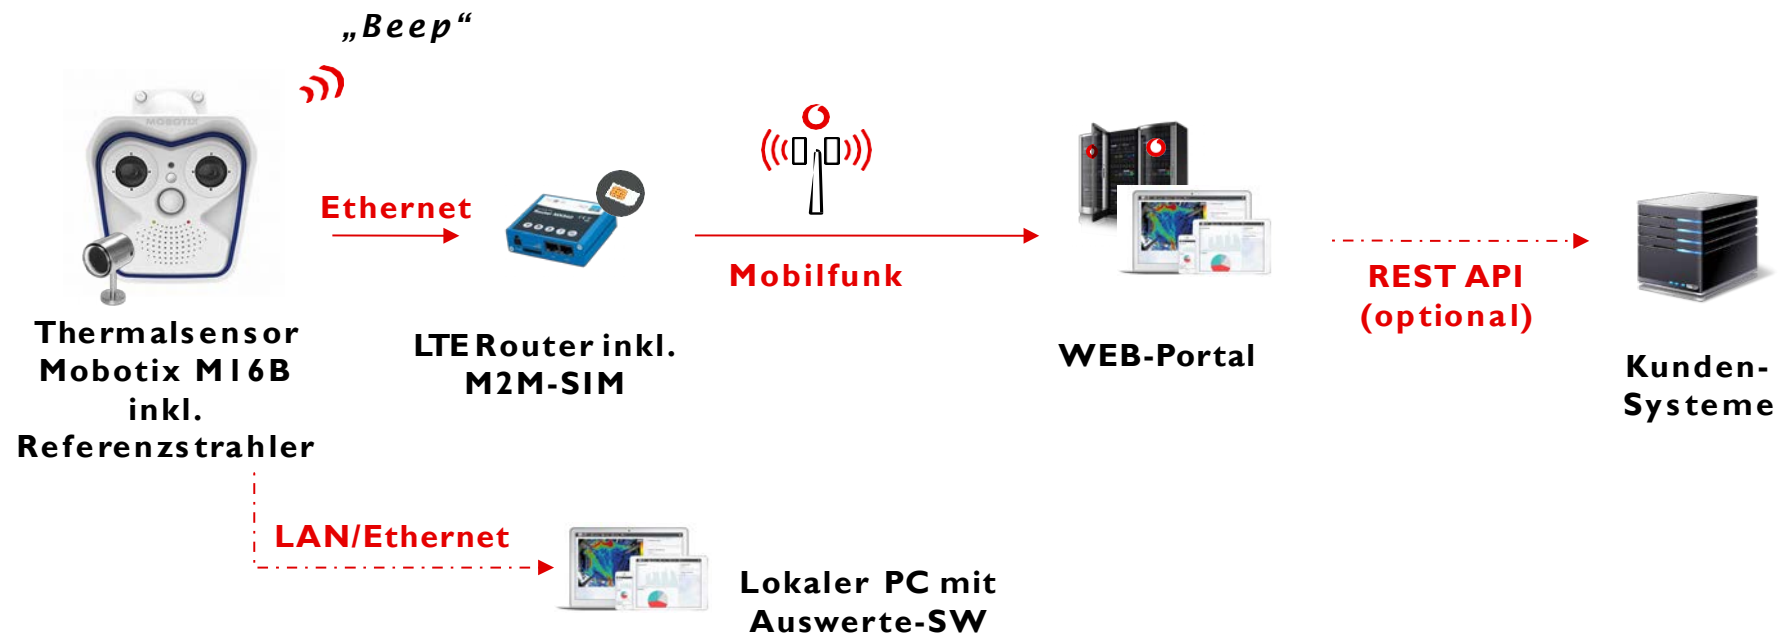 „Beep“
MOBOTIX
Ethernet
Mobilfunk
REST API
(optional)
Thermalsensor
Mobotix M16B
inkl.
Referenzstrahler
LTE Router inkl.
M2M-SIM
WEB-Portal
Kunden-
Systeme
LAN/Ethernet
Lokaler PC mit
Auswerte-SW